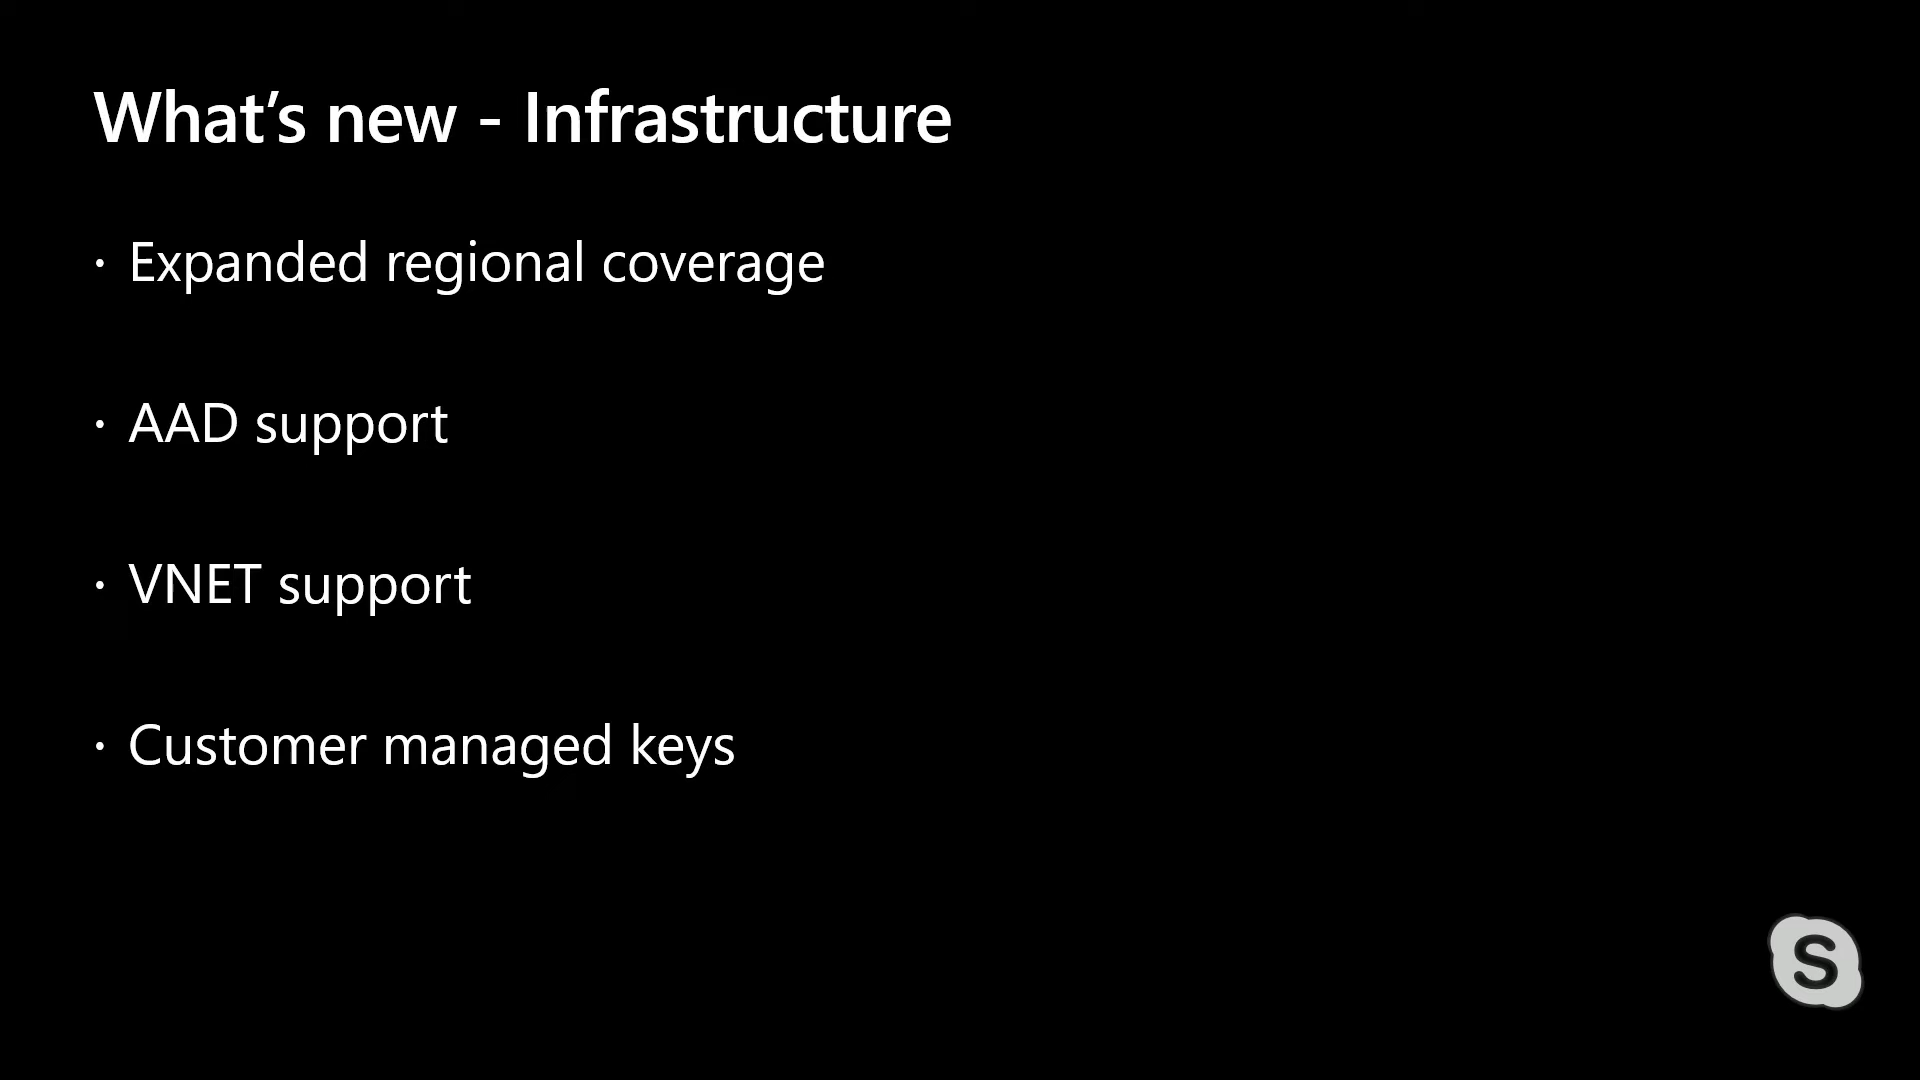 What’s new - Infrastructure
· Expanded regional coverage
· AAD support
· VNET support
· Customer managed keys
S